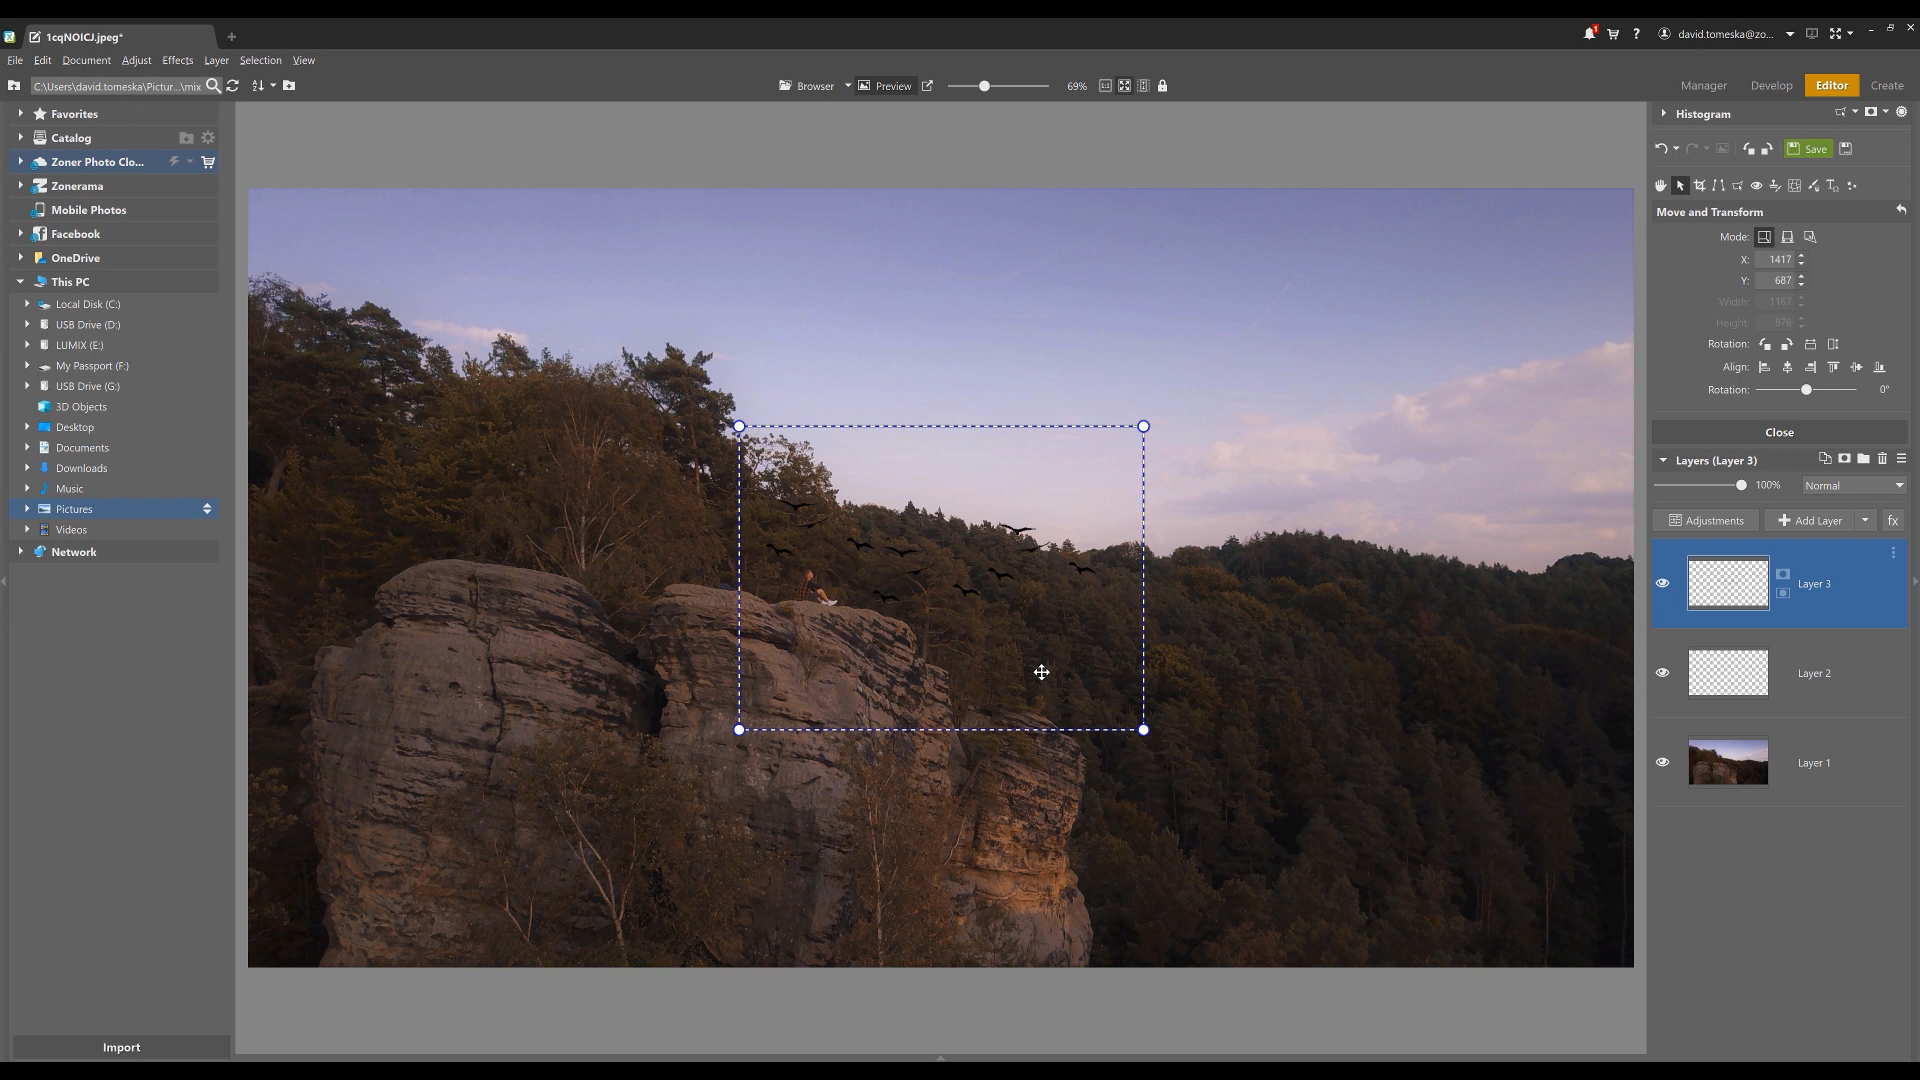 1cqNOICJ.jpeg*
1
david.tomeska@zo...
File Edit Document Adjust Effects Layer Selection View
C:\Users\david.tomeska\Pictur...\mix
Browser
Preview
69%
Manager Develop Editor Create
Favorites
Catalog
Zoner Photo Clo...
Zonerama
Mobile Photos
Facebook
OneDrive
This PC
Local Disk (C:)
USB Drive (D:)
LUMIX (E:)
My Passport (F:)
USB Drive (G:)
3D Objects
Desktop
Documents
Downloads
Music
Pictures
Videos
Network
Import
Histogram
Save
Move and Transform
Mode:
X: 1417
Y: 687
Width: 1167
Height: 876
Rotation:
Align:
Rotation: 0°
Close
Layers (Layer 3)
100% Normal
Adjustments Add Layer fx
Layer 3
Layer 2
Layer 1